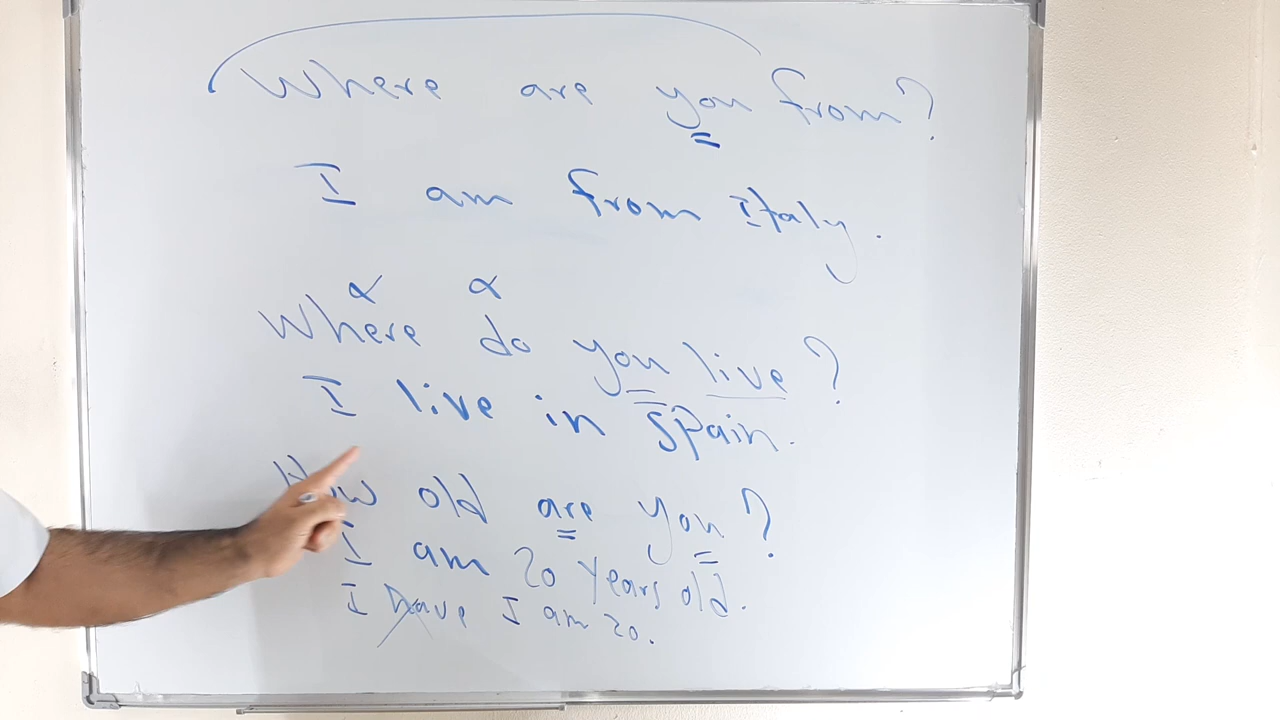 Where are you from?
I am from Italy.
α α
Where do you live?
I live in Spain.
How old are you?
I am 20 years old.
I have I am 20.